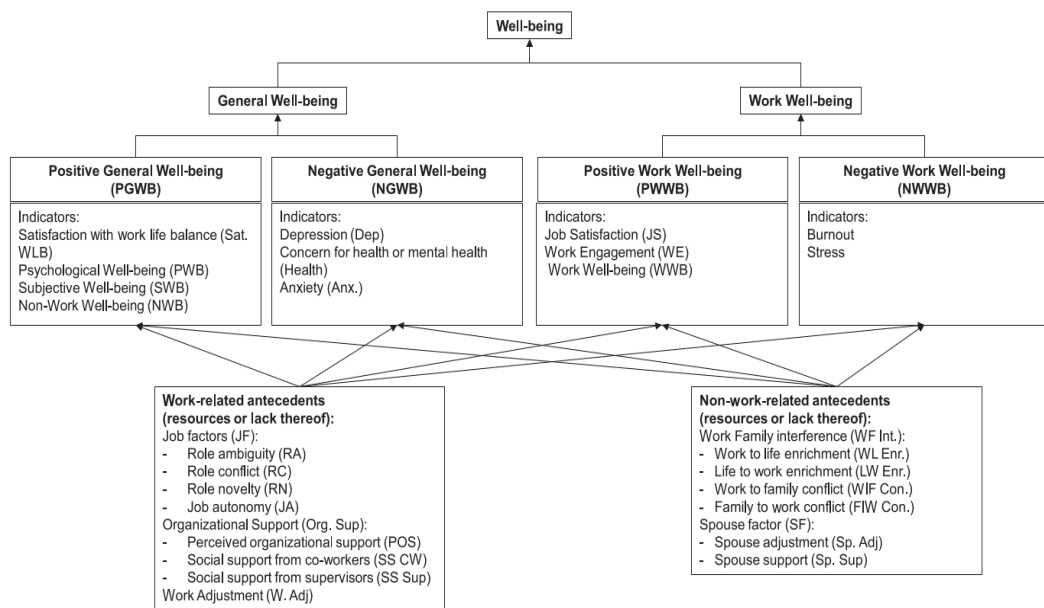 Well-being
General Well-being
Work Well-being
Positive General Well-being
(PGWB)
Indicators:
Satisfaction with work life balance (Sat.
WLB)
Psychological Well-being (PWB)
Subjective Well-being (SWB)
Non-Work Well-being (NWB)
Negative General Well-being
(NGWB)
Indicators:
Depression (Dep)
Concern for health or mental health
(Health)
Anxiety (Anx.)
Positive Work Well-being
(PWWB)
Indicators:
Job Satisfaction (JS)
Work Engagement (WE)
Work Well-being (WWB)
Negative Work Well-being
(NWWB)
Indicators:
Burnout
Stress
Work-related antecedents
(resources or lack thereof):
Job factors (JF):
- Role ambiguity (RA)
- Role conflict (RC)
- Role novelty (RN)
- Job autonomy (JA)
Organizational Support (Org. Sup):
- Perceived organizational support (POS)
- Social support from co-workers (SS CW)
- Social support from supervisors (SS Sup)
Work Adjustment (W. Adj)
Non-work-related antecedents
(resources or lack thereof):
Work Family interference (WF Int.):
- Work to life enrichment (WL Enr.)
- Life to work enrichment (LW Enr.)
- Work to family conflict (WIF Con.)
- Family to work conflict (FIW Con.)
Spouse factor (SF):
- Spouse adjustment (Sp. Adj)
- Spouse support (Sp. Sup)